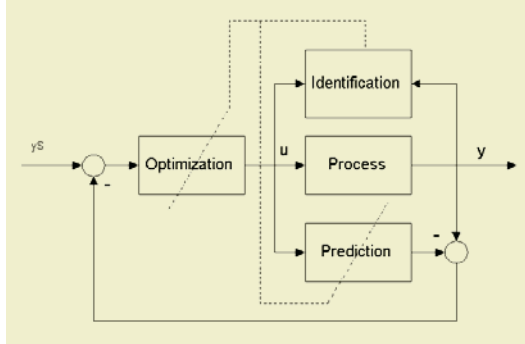 Identification
yS
Optimization
u
Process
y
-
-
Prediction